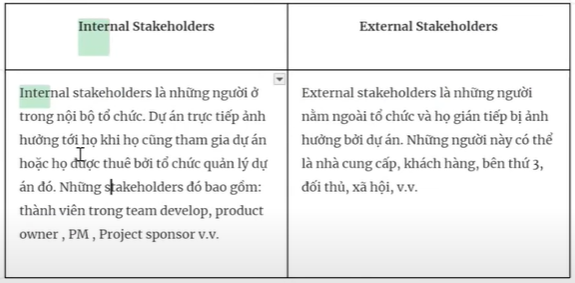 Internal Stakeholders
External Stakeholders
Internal stakeholders là những người ở
trong nội bộ tổ chức. Dự án trực tiếp ảnh
hưởng tới họ khi họ cũng tham gia dự án
hoặc họ được thuê bởi tổ chức quản lý dự
án đó. Những stakeholders đó bao gồm:
thành viên trong team develop, product
owner , PM , Project sponsor v.v.
External stakeholders là những người
nằm ngoài tổ chức và họ gián tiếp bị ảnh
hưởng bởi dự án. Những người này có thể
là nhà cung cấp, khách hàng, bên thứ 3,
đối thủ, xã hội, v.v.